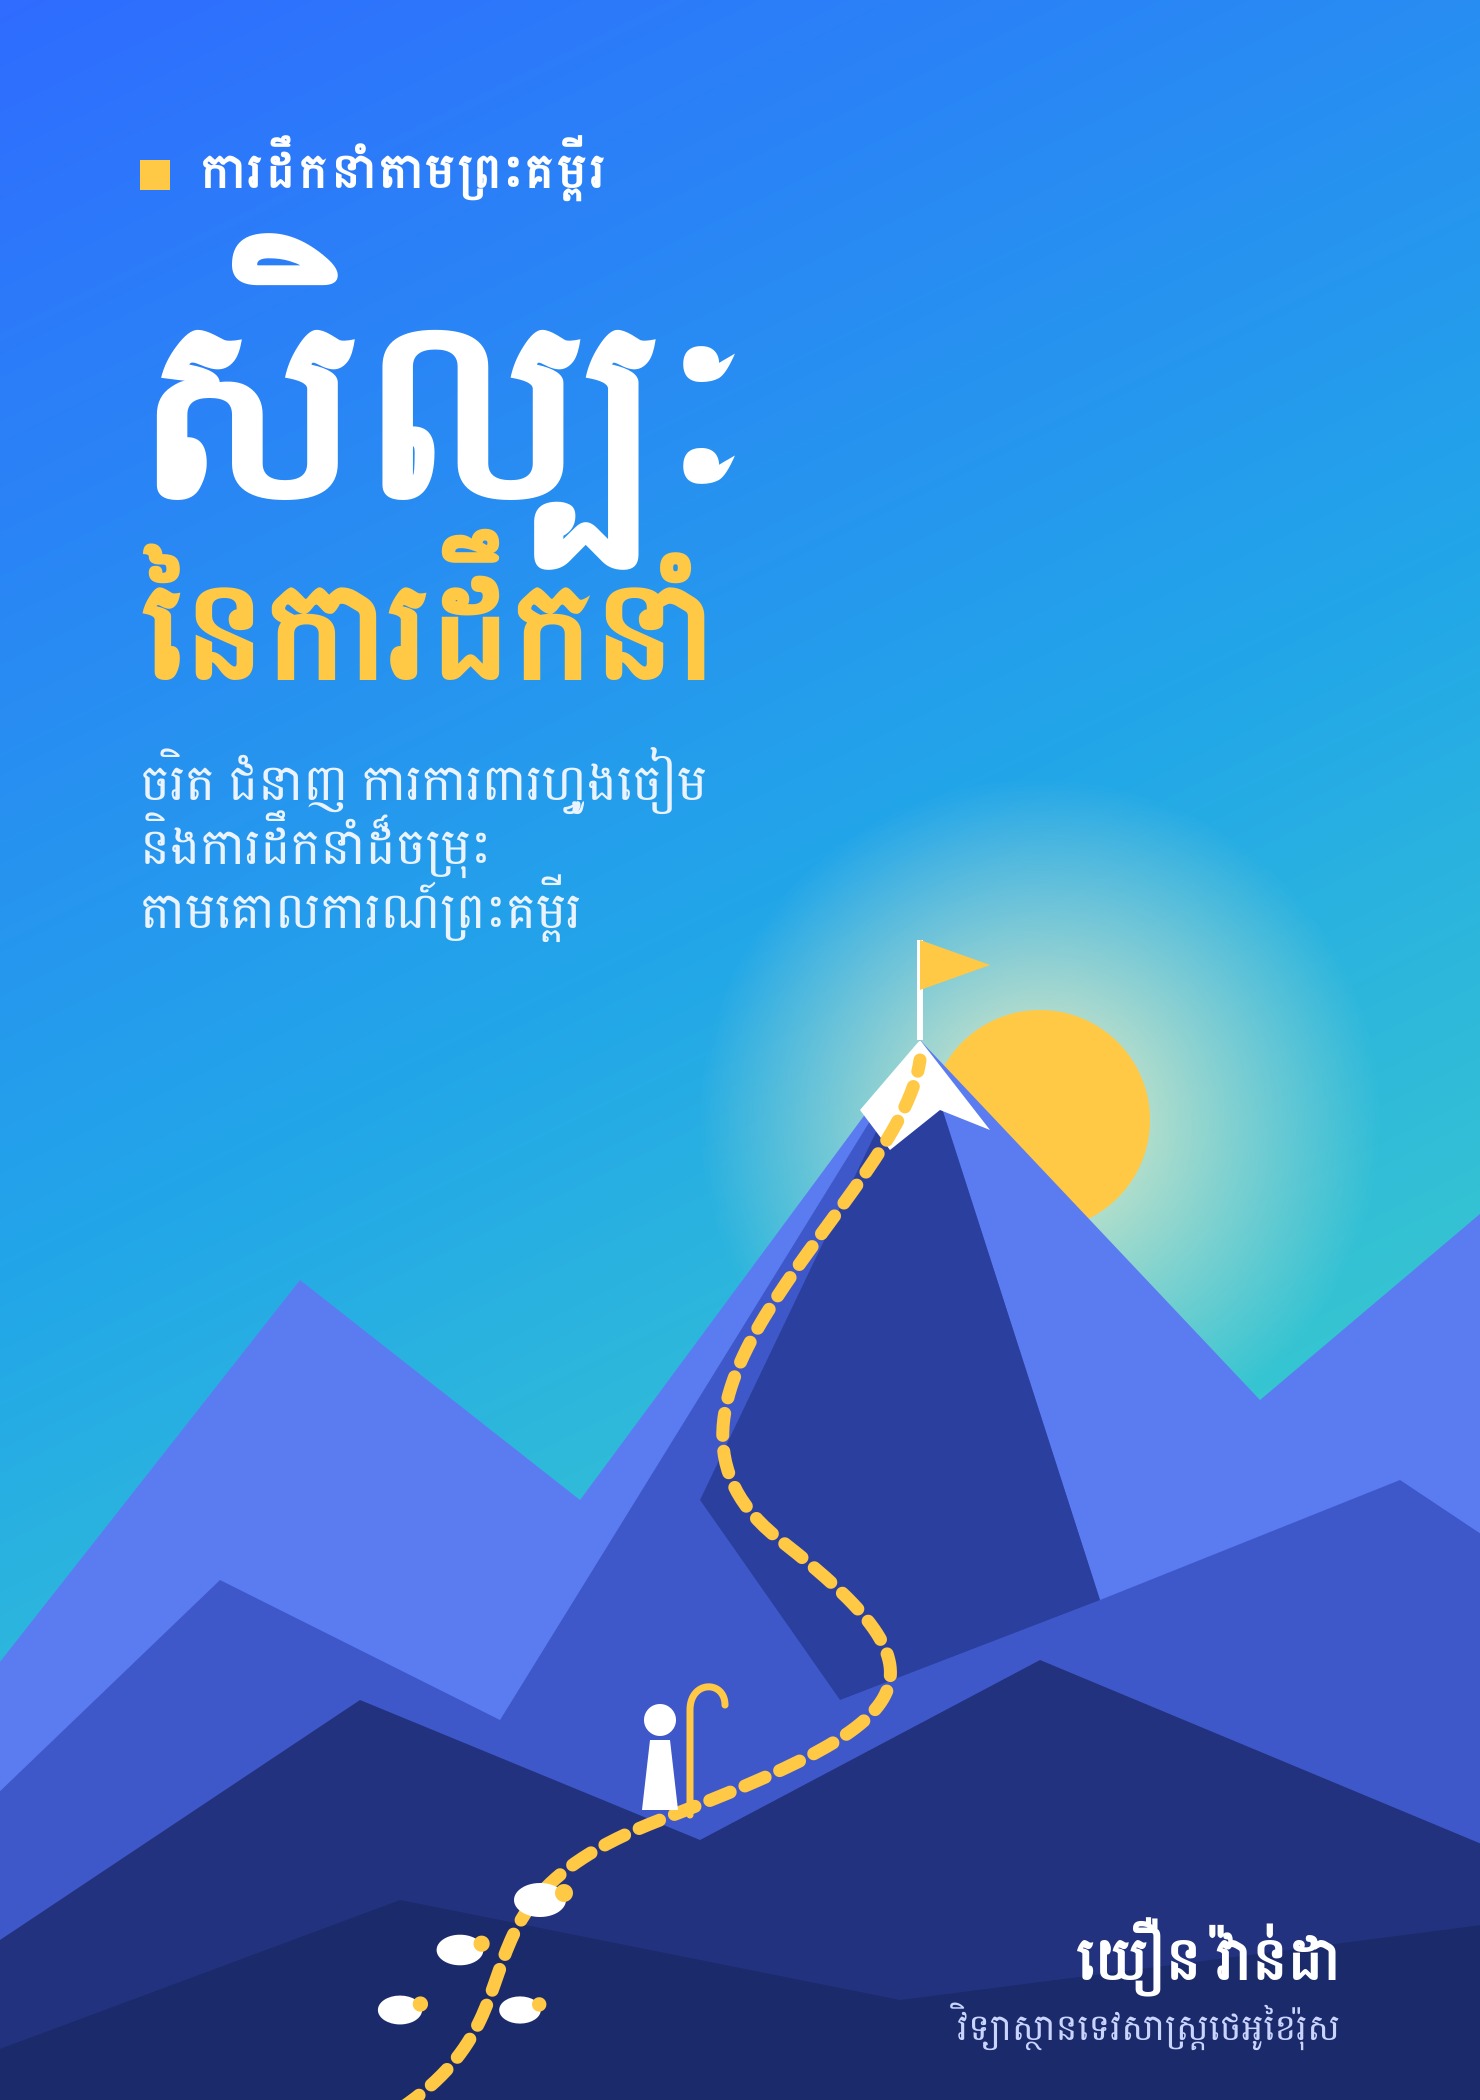 ការដឹកនាំតាមព្រះគម្ពីរ
សិល្បៈ
នៃការដឹកនាំ
ចរិត ជំនាញ ការការពារហ្វូងចៀម
និងការដឹកនាំដ៏ចម្រុះ
តាមគោលការណ៍ព្រះគម្ពីរ
យឿន វ៉ាន់ដា
វិទ្យាស្ថានទេវសាស្ត្រថេអូខៃរ៉ុស